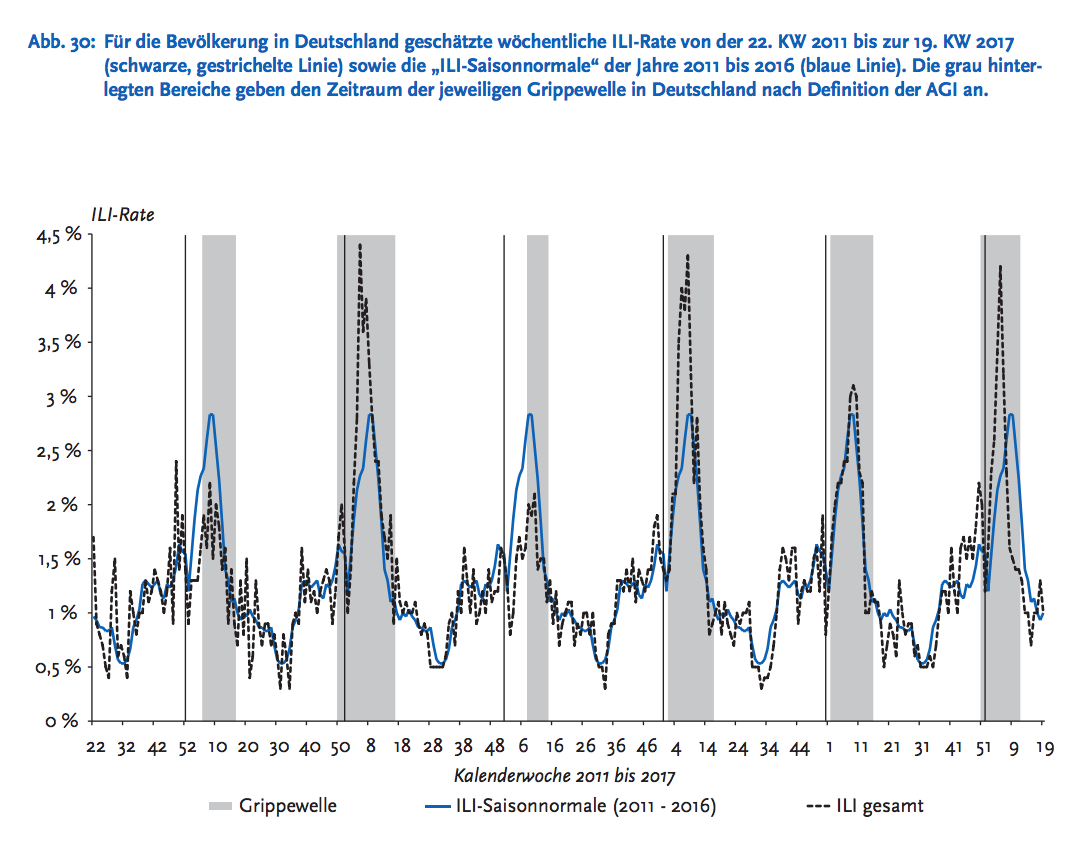 Abb. 30: Für die Bevölkerung in Deutschland geschätzte wöchentliche ILI-Rate von der 22. KW 2011 bis zur 19. KW 2017
(schwarze, gestrichelte Linie) sowie die „ILI-Saisonnormale“ der Jahre 2011 bis 2016 (blaue Linie). Die grau hinter-
legten Bereiche geben den Zeitraum der jeweiligen Grippewelle in Deutschland nach Definition der AGI an.
ILI-Rate
4,5 %
4 %
3,5 %
3 %
2,5 %
2 %
1,5 %
1 %
0,5 %
0 %
22 32 42 52 10 20 30 40 50 8 18 28 38 48 6 16 26 36 46 4 14 24 34 44 1 11 21 31 41 51 9 19
Kalenderwoche 2011 bis 2017
Grippewelle ILI-Saisonnormale (2011 - 2016) ILI gesamt